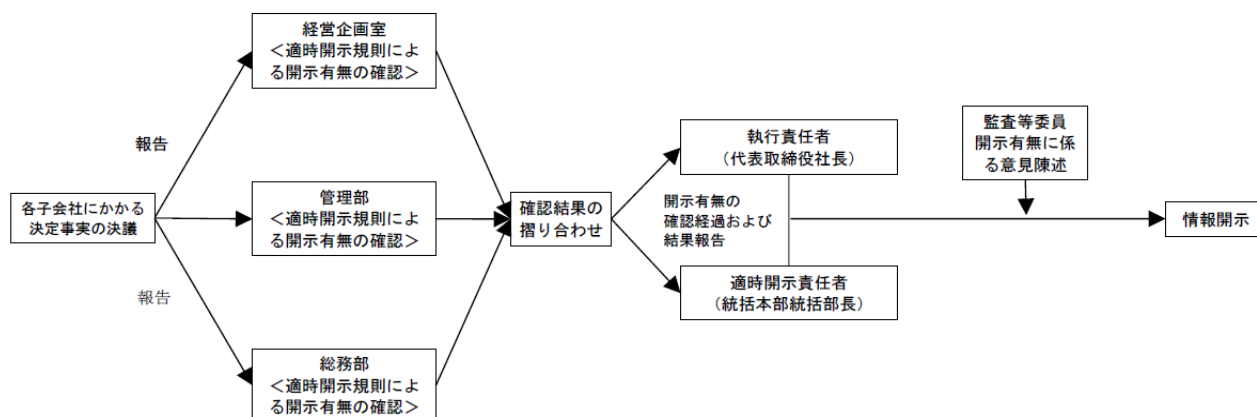 経営企画室
＜適時開示規則によ
る開示有無の確認＞
報告
各子会社にかかる
決定事実の決議
管理部
＜適時開示規則によ
る開示有無の確認＞
報告
総務部
＜適時開示規則によ
る開示有無の確認＞
確認結果の
摺り合わせ
執行責任者
（代表取締役社長）
開示有無の
確認経過および
結果報告
適時開示責任者
（統括本部統括部長）
監査等委員
開示有無に係
る意見陳述
情報開示